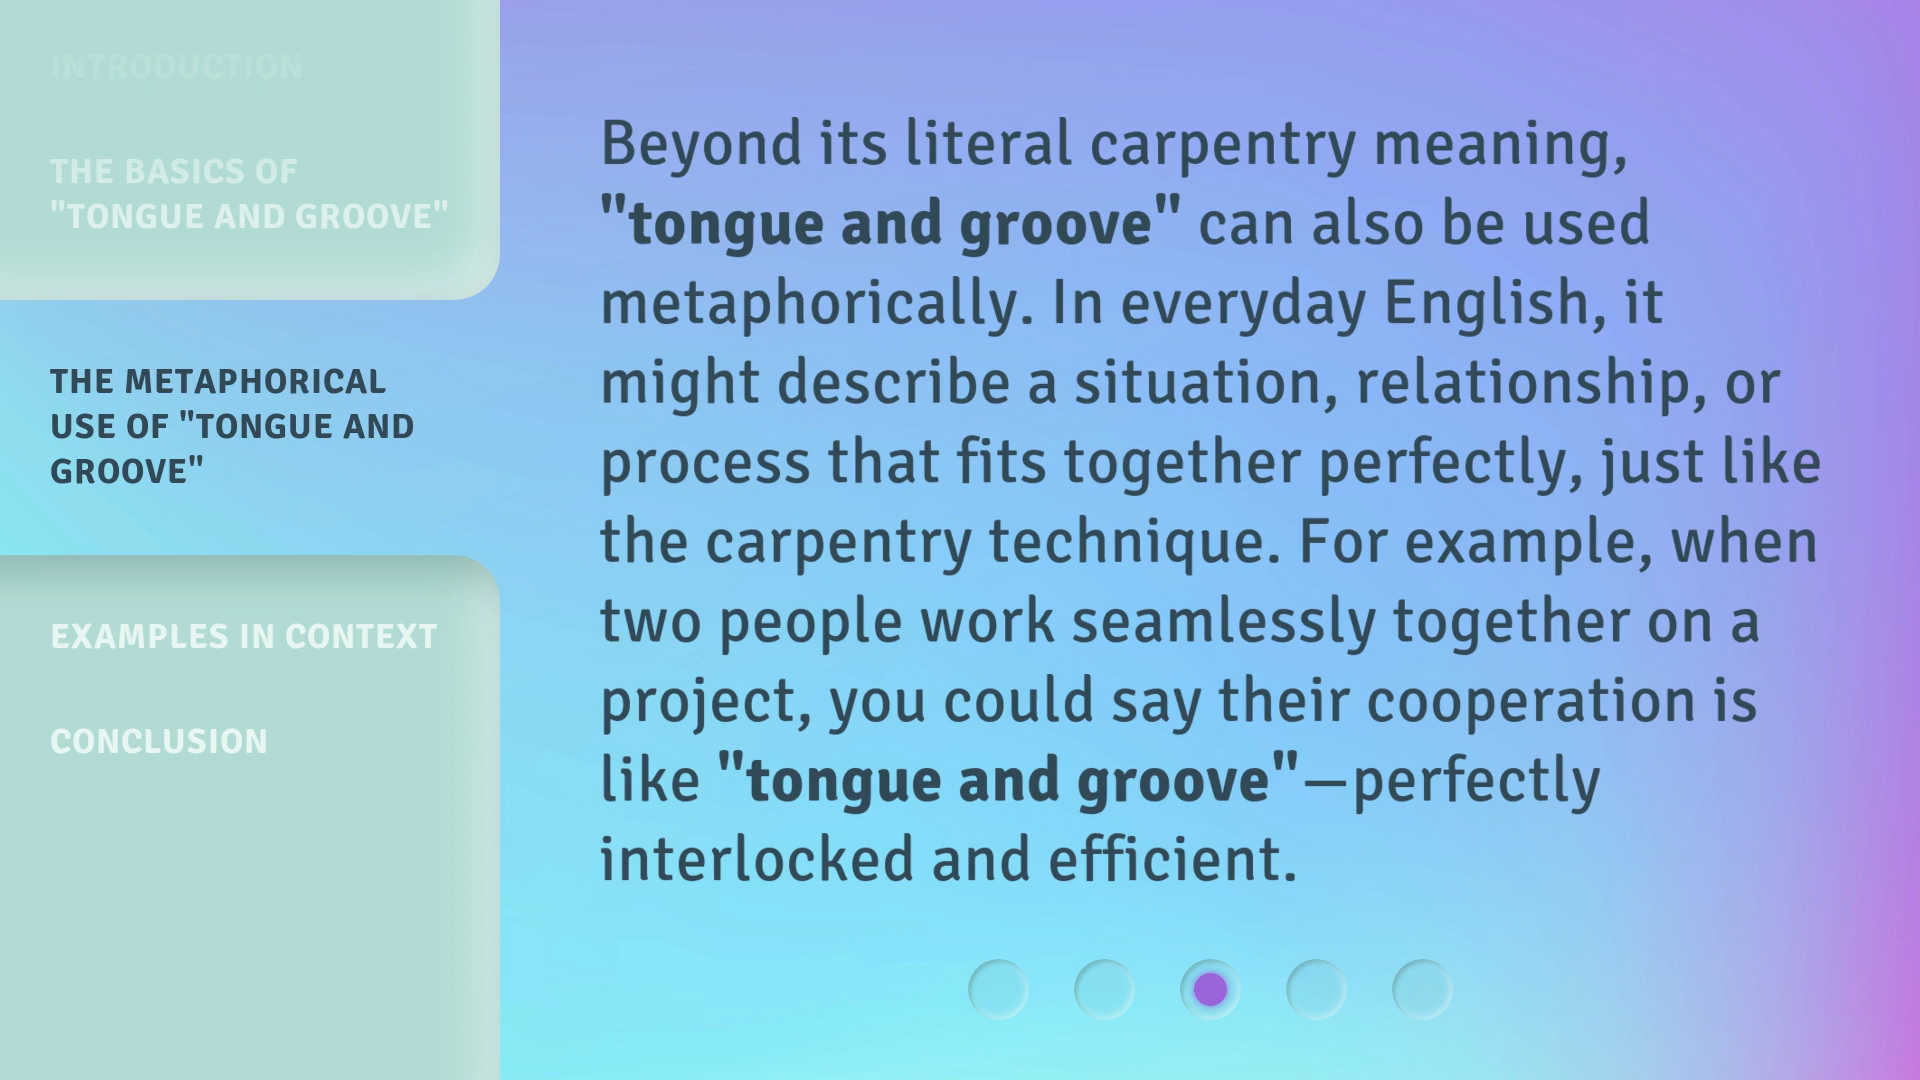 INTRODUCTION
THE BASICS OF
"TONGUE AND GROOVE"
THE METAPHORICAL
USE OF "TONGUE AND
GROOVE"
EXAMPLES IN CONTEXT
CONCLUSION
Beyond its literal carpentry meaning,
"tongue and groove" can also be used
metaphorically. In everyday English, it
might describe a situation, relationship, or
process that fits together perfectly, just like
the carpentry technique. For example, when
two people work seamlessly together on a
project, you could say their cooperation is
like "tongue and groove"—perfectly
interlocked and efficient.